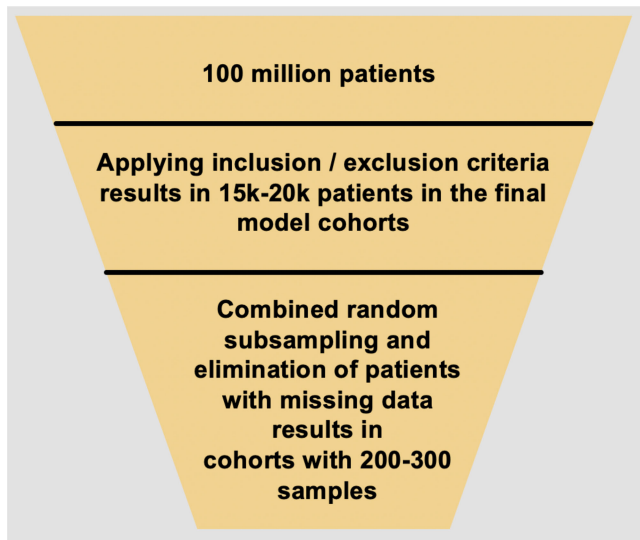 100 million patients
Applying inclusion / exclusion criteria
results in 15k-20k patients in the final
model cohorts
Combined random
subsampling and
elimination of patients
with missing data
results in
cohorts with 200-300
samples